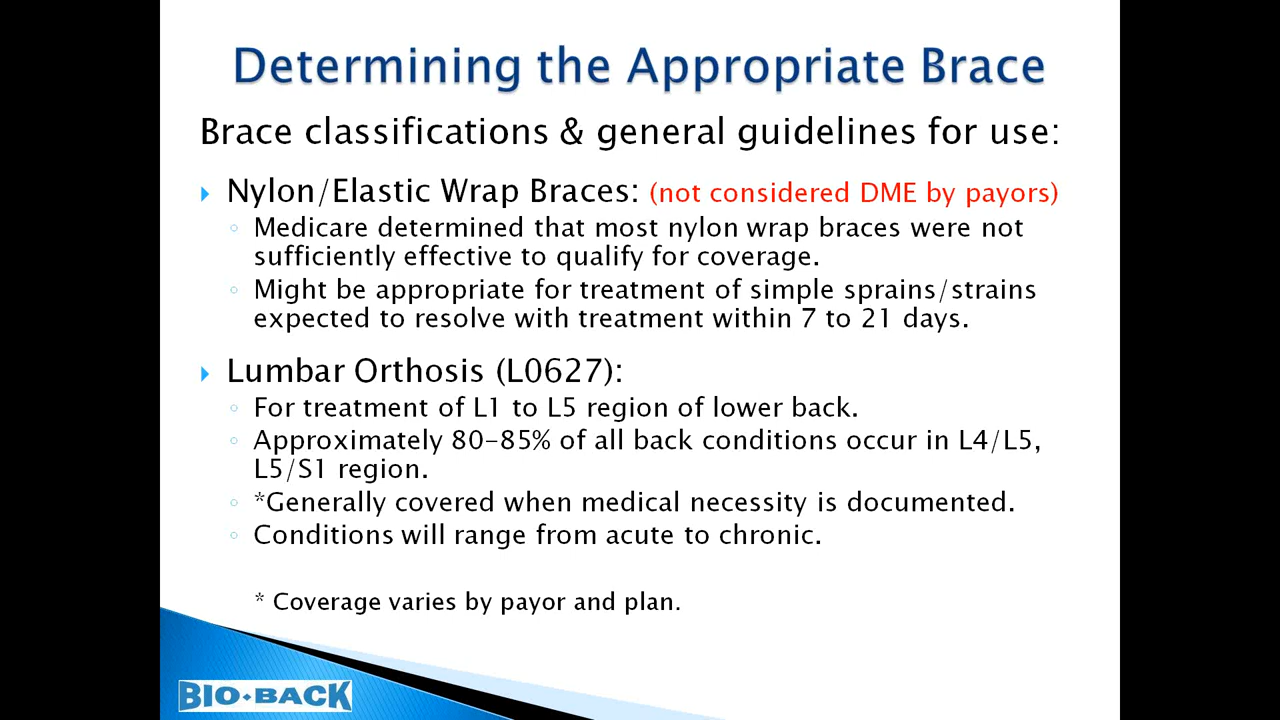 Determining the Appropriate Brace
Brace classifications & general guidelines for use:
Nylon/Elastic Wrap Braces: (not considered DME by payors)
Medicare determined that most nylon wrap braces were not
sufficiently effective to qualify for coverage.
Might be appropriate for treatment of simple sprains/strains
expected to resolve with treatment within 7 to 21 days.
Lumbar Orthosis (L0627):
For treatment of L1 to L5 region of lower back.
Approximately 80-85% of all back conditions occur in L4/L5,
L5/S1 region.
*Generally covered when medical necessity is documented.
Conditions will range from acute to chronic.
* Coverage varies by payor and plan.
BIO•BACK